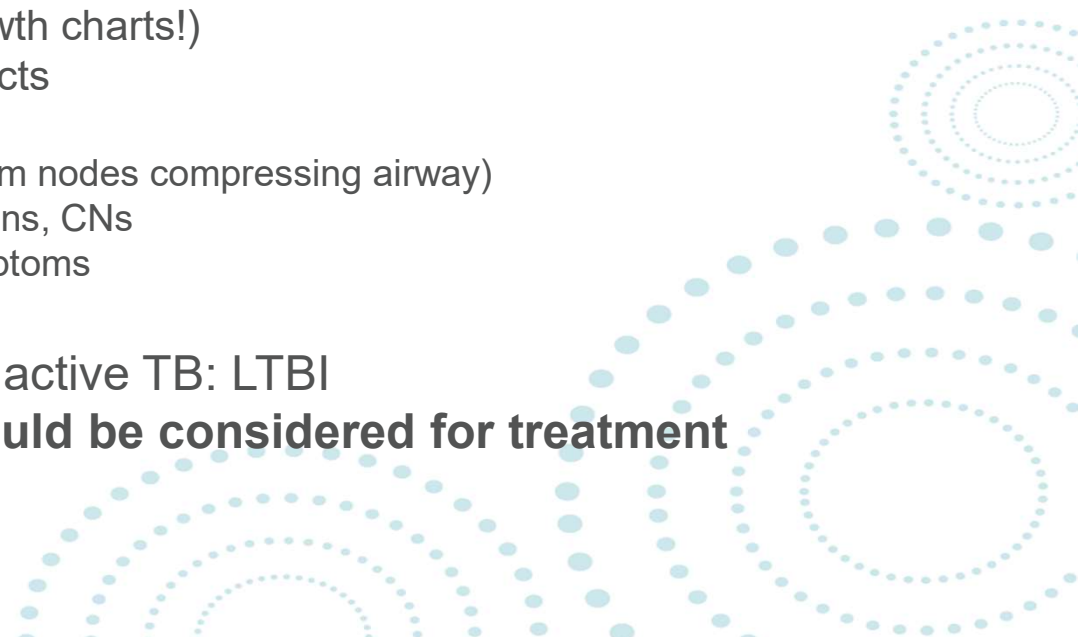 wth charts!)
cts
m nodes compressing airway)
ns, CNs
ptoms
active TB: LTBI
uld be considered for treatment